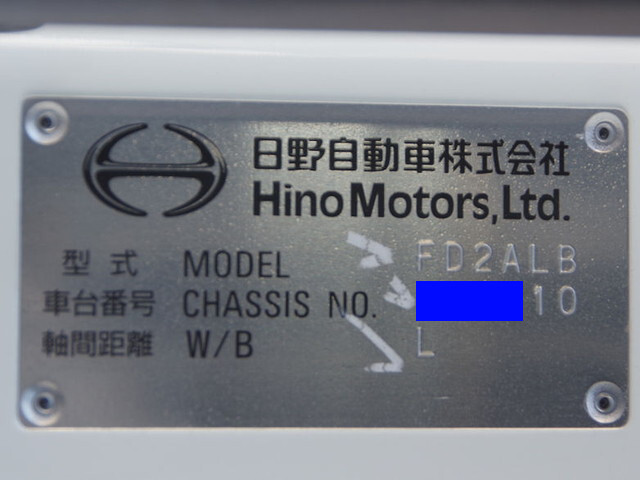 日野自動車株式会社
Hino Motors, Ltd.
型式 MODEL FD2ALB
車台番号 CHASSIS NO. 10
軸間距離 W/B L